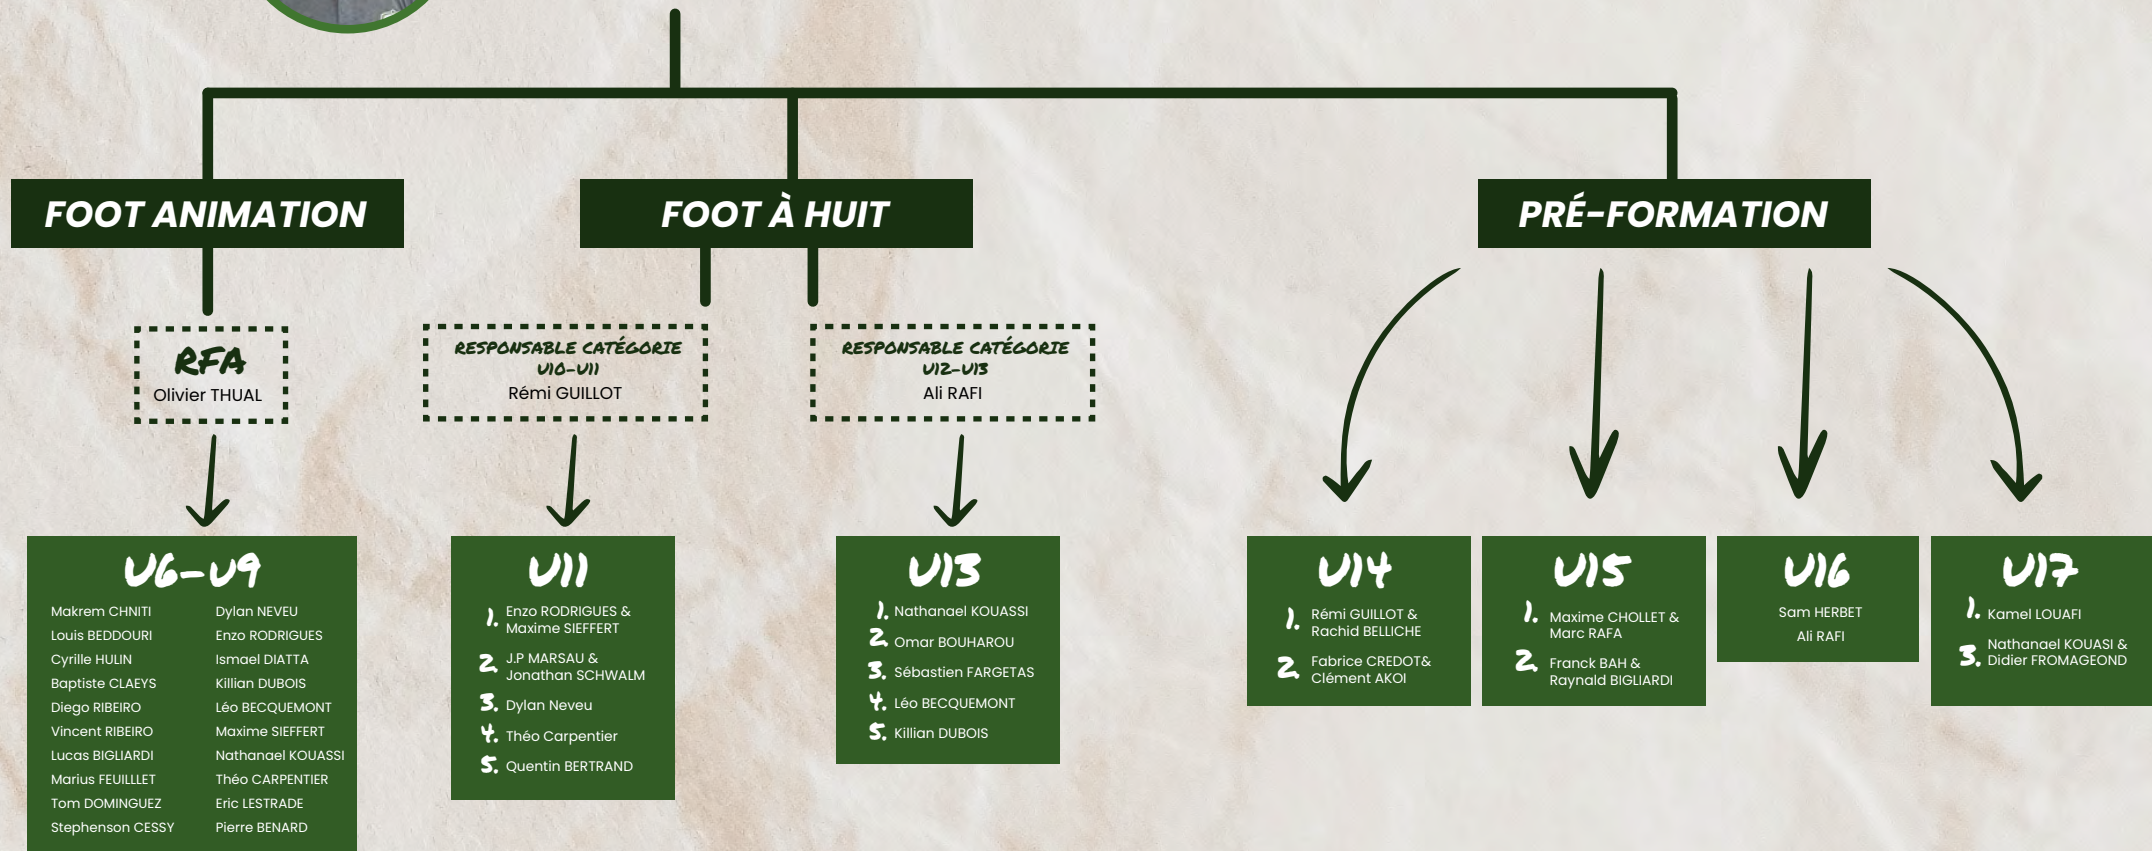 FOOT ANIMATION
FOOT À HUIT
PRÉ-FORMATION
RFA
Olivier THUAL
RESPONSABLE CATÉGORIE
U10-U11
Rémi GUILLOT
RESPONSABLE CATÉGORIE
U12-U13
Ali RAFI
U6-U9
Makrem CHNITI
Louis BEDDOURI
Cyrille HULIN
Baptiste CLAEYS
Diego RIBEIRO
Vincent RIBEIRO
Lucas BIGLIARDI
Marius FEUILLLET
Tom DOMINGUEZ
Stephenson CESSY
Dylan NEVEU
Enzo RODRIGUES
Ismael DIATTA
Killian DUBOIS
Léo BECQUEMONT
Maxime SIEFFERT
Nathanael KOUASSI
Théo CARPENTIER
Eric LESTRADE
Pierre BENARD
U11
1. Enzo RODRIGUES &
Maxime SIEFFERT
2. J.P MARSAU &
Jonathan SCHWALM
3. Dylan Neveu
4. Théo Carpentier
5. Quentin BERTRAND
U13
1. Nathanael KOUASSI
2. Omar BOUHAROU
3. Sébastien FARGETAS
4. Léo BECQUEMONT
5. Killian DUBOIS
U14
1. Rémi GUILLOT &
Rachid BELLICHE
2. Fabrice CREDOT&
Clément AKOI
U15
1. Maxime CHOLLET &
Marc RAFA
2. Franck BAH &
Raynald BIGLIARDI
U16
Sam HERBET
Ali RAFI
U17
1. Kamel LOUAFI
3. Nathanael KOUASI &
Didier FROMAGEOND